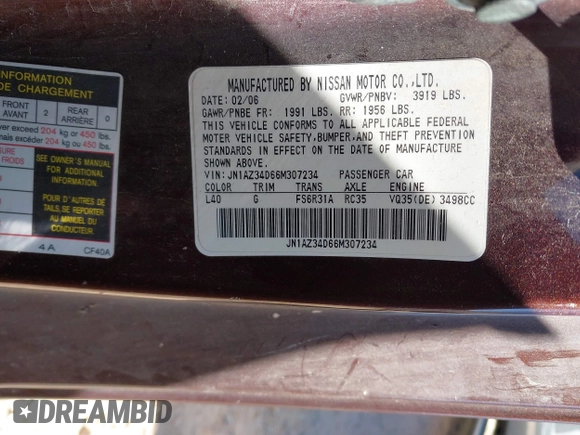 INFORMATION
DE CHARGEMENT
FRONT
AVANT
2
REAR
ARRIÈRE
0
ver exceed 204 kg or 450 lbs.
mais excéder 204 kg ou 450 lbs.
SEE OWNER'S MANUAL
FOR ADDITIONAL
INFORMATION.
POUR D'AUTRES DE-
TAILS, SE REPORTER
AU MANUEL DU
CONDUCTEUR.
4 A
CF40A
MANUFACTURED BY NISSAN MOTOR CO.,LTD.
DATE: 02/06 GVWR/PNBV: 3919 LBS.
GAWR/PNBE FR: 1991 LBS. RR: 1956 LBS.
THIS VEHICLE CONFORMS TO ALL APPLICABLE FEDERAL
MOTOR VEHICLE SAFETY,BUMPER,AND THEFT PREVENTION
STANDARDS IN EFFECT ON THE DATE OF MANUFACTURE
SHOWN ABOVE.
VIN: JN1AZ34D66M307234 PASSENGER CAR
COLOR TRIM TRANS AXLE ENGINE
L40 G FS6R31A RC35 VQ35(DE) 3498CC
JN1AZ34D66M307234
DREAMBID